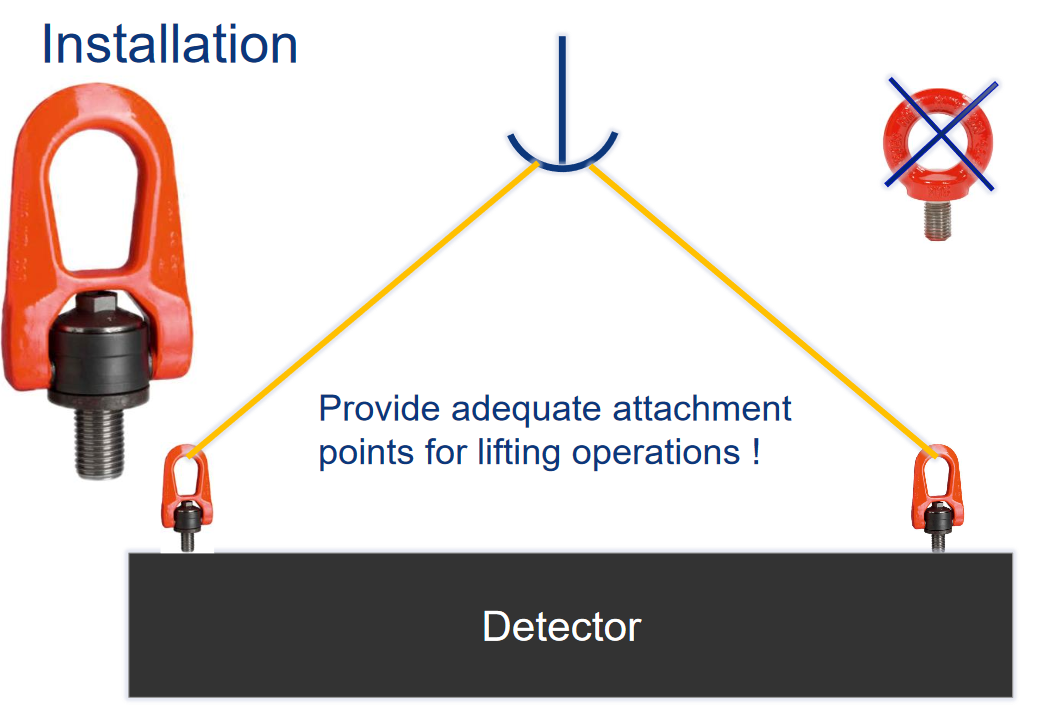 Installation
Provide adequate attachment
points for lifting operations !
Detector